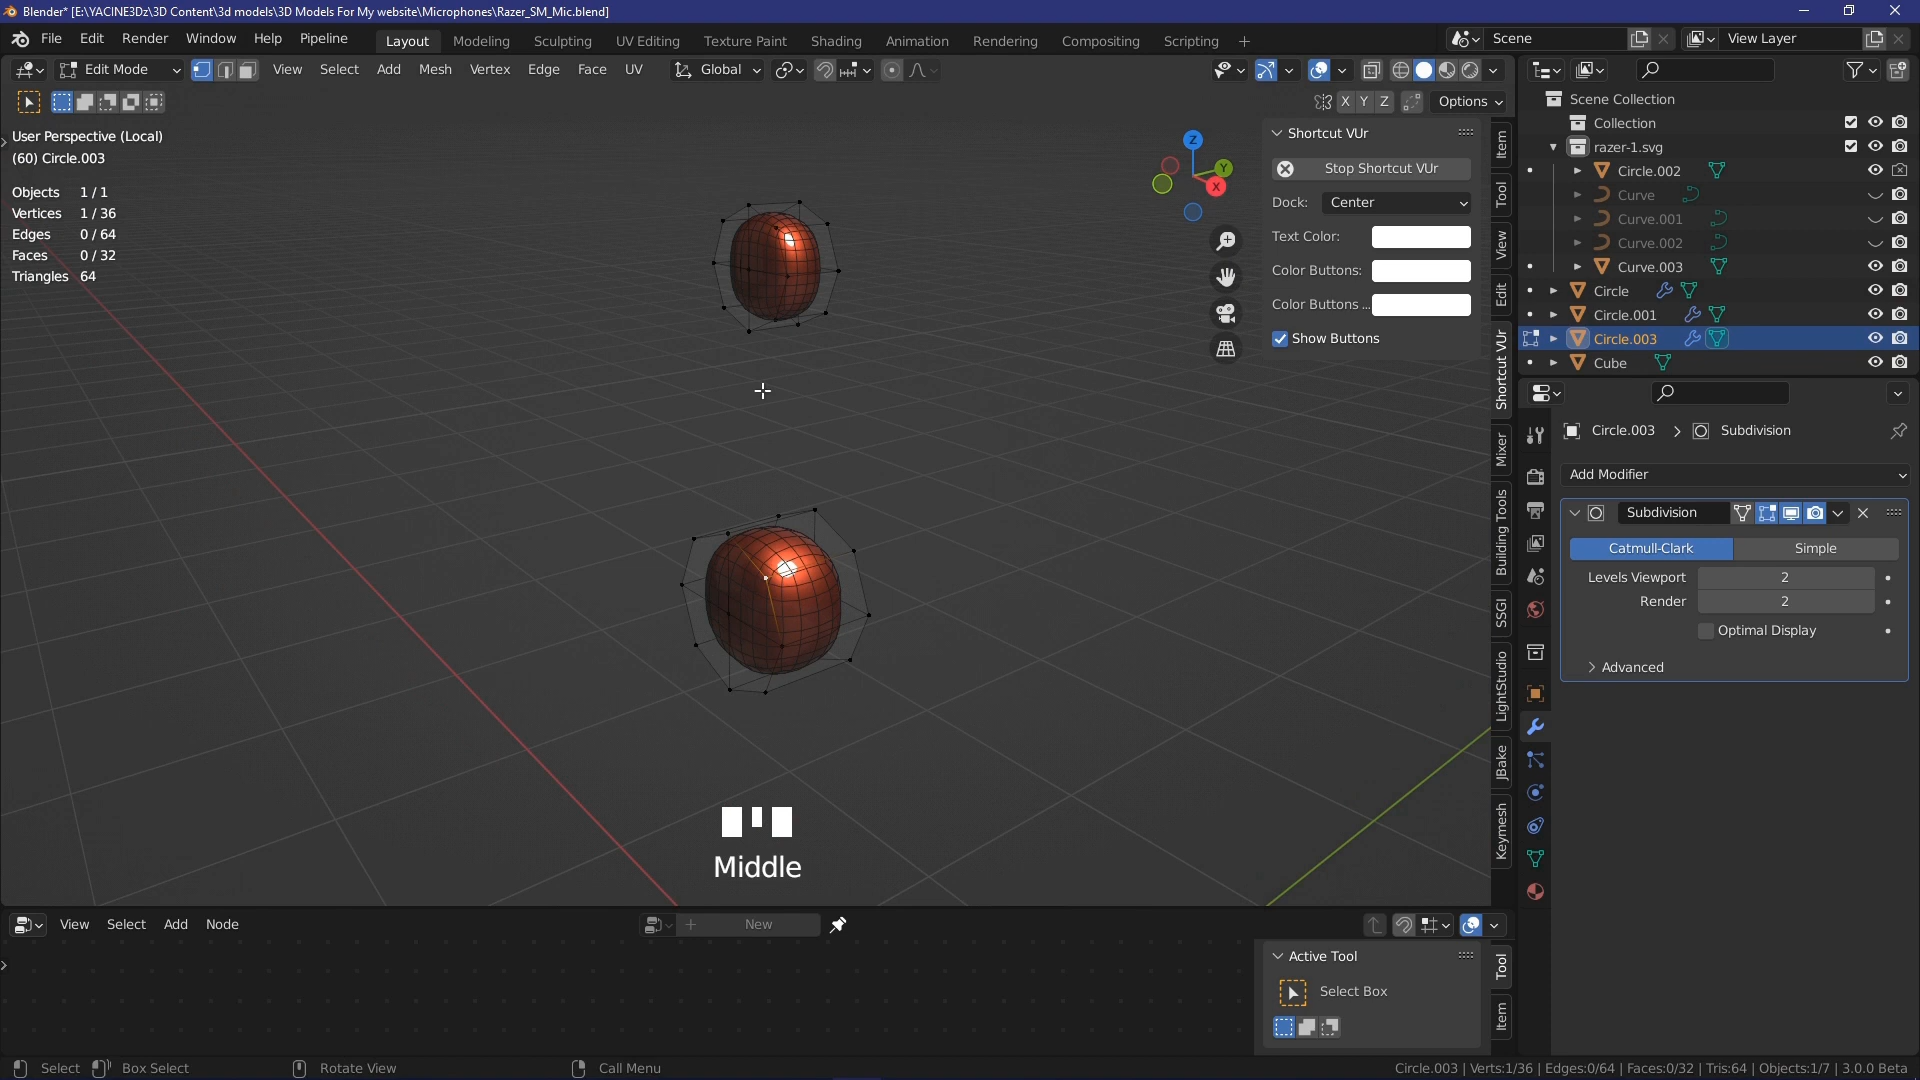 Blender* [E:\YACINE3Dz\3D Content\3d models\3D Models For My website\Microphones\Razer_SM_Mic.blend]
File Edit Render Window Help Pipeline Layout Modeling Sculpting UV Editing Texture Paint Shading Animation Rendering Compositing Scripting + Scene View Layer
Edit Mode View Select Add Mesh Vertex Edge Face UV Global
X Y Z Options
User Perspective (Local)
(60) Circle.003
Objects 1 / 1
Vertices 1 / 36
Edges 0 / 64
Faces 0 / 32
Triangles 64
Z
Y
X
Shortcut VUr
Stop Shortcut VUr
Dock: Center
Text Color:
Color Buttons:
Color Buttons ...
Show Buttons
Item
Tool
View
Edit
Shortcut VUr
Mixer
Building Tools
SSGI
LightStudio
JBake
Keymesh
Scene Collection
Collection
razer-1.svg
Circle.002
Curve
Curve.001
Curve.002
Curve.003
Circle
Circle.001
Circle.003
Cube
Circle.003 > Subdivision
Add Modifier
Subdivision
Catmull-Clark Simple
Levels Viewport 2
Render 2
Optimal Display
Advanced
Middle
View Select Add Node New
Active Tool
Select Box
Tool
Item
Select Box Select Rotate View Call Menu Circle.003 | Verts:1/36 | Edges:0/64 | Faces:0/32 | Tris:64 | Objects:1/7 | 3.0.0 Beta